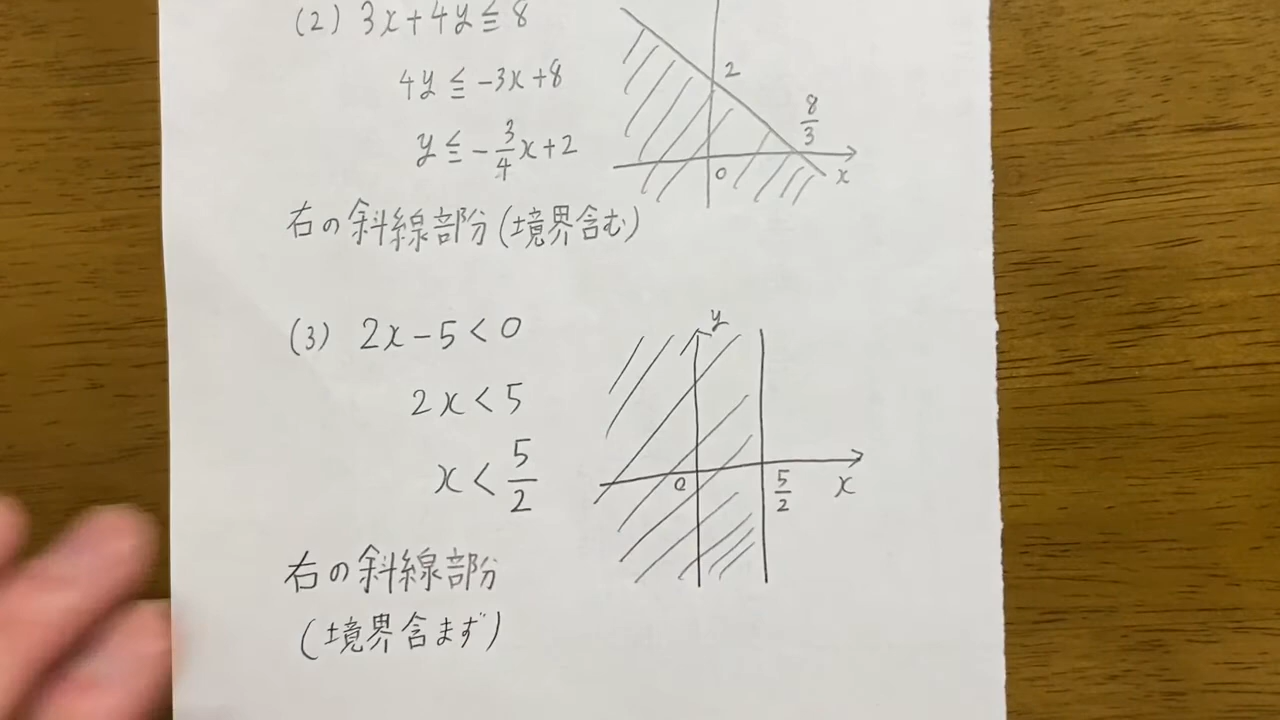 (2) 3x+4y≦8
4y≦-3x+8
y≦-3/4x+2
右の斜線部分(境界含む)
2
8/3
0
x
(3) 2x-5<0
2x<5
x<5/2
右の斜線部分
(境界含まず)
y
0
5/2
x